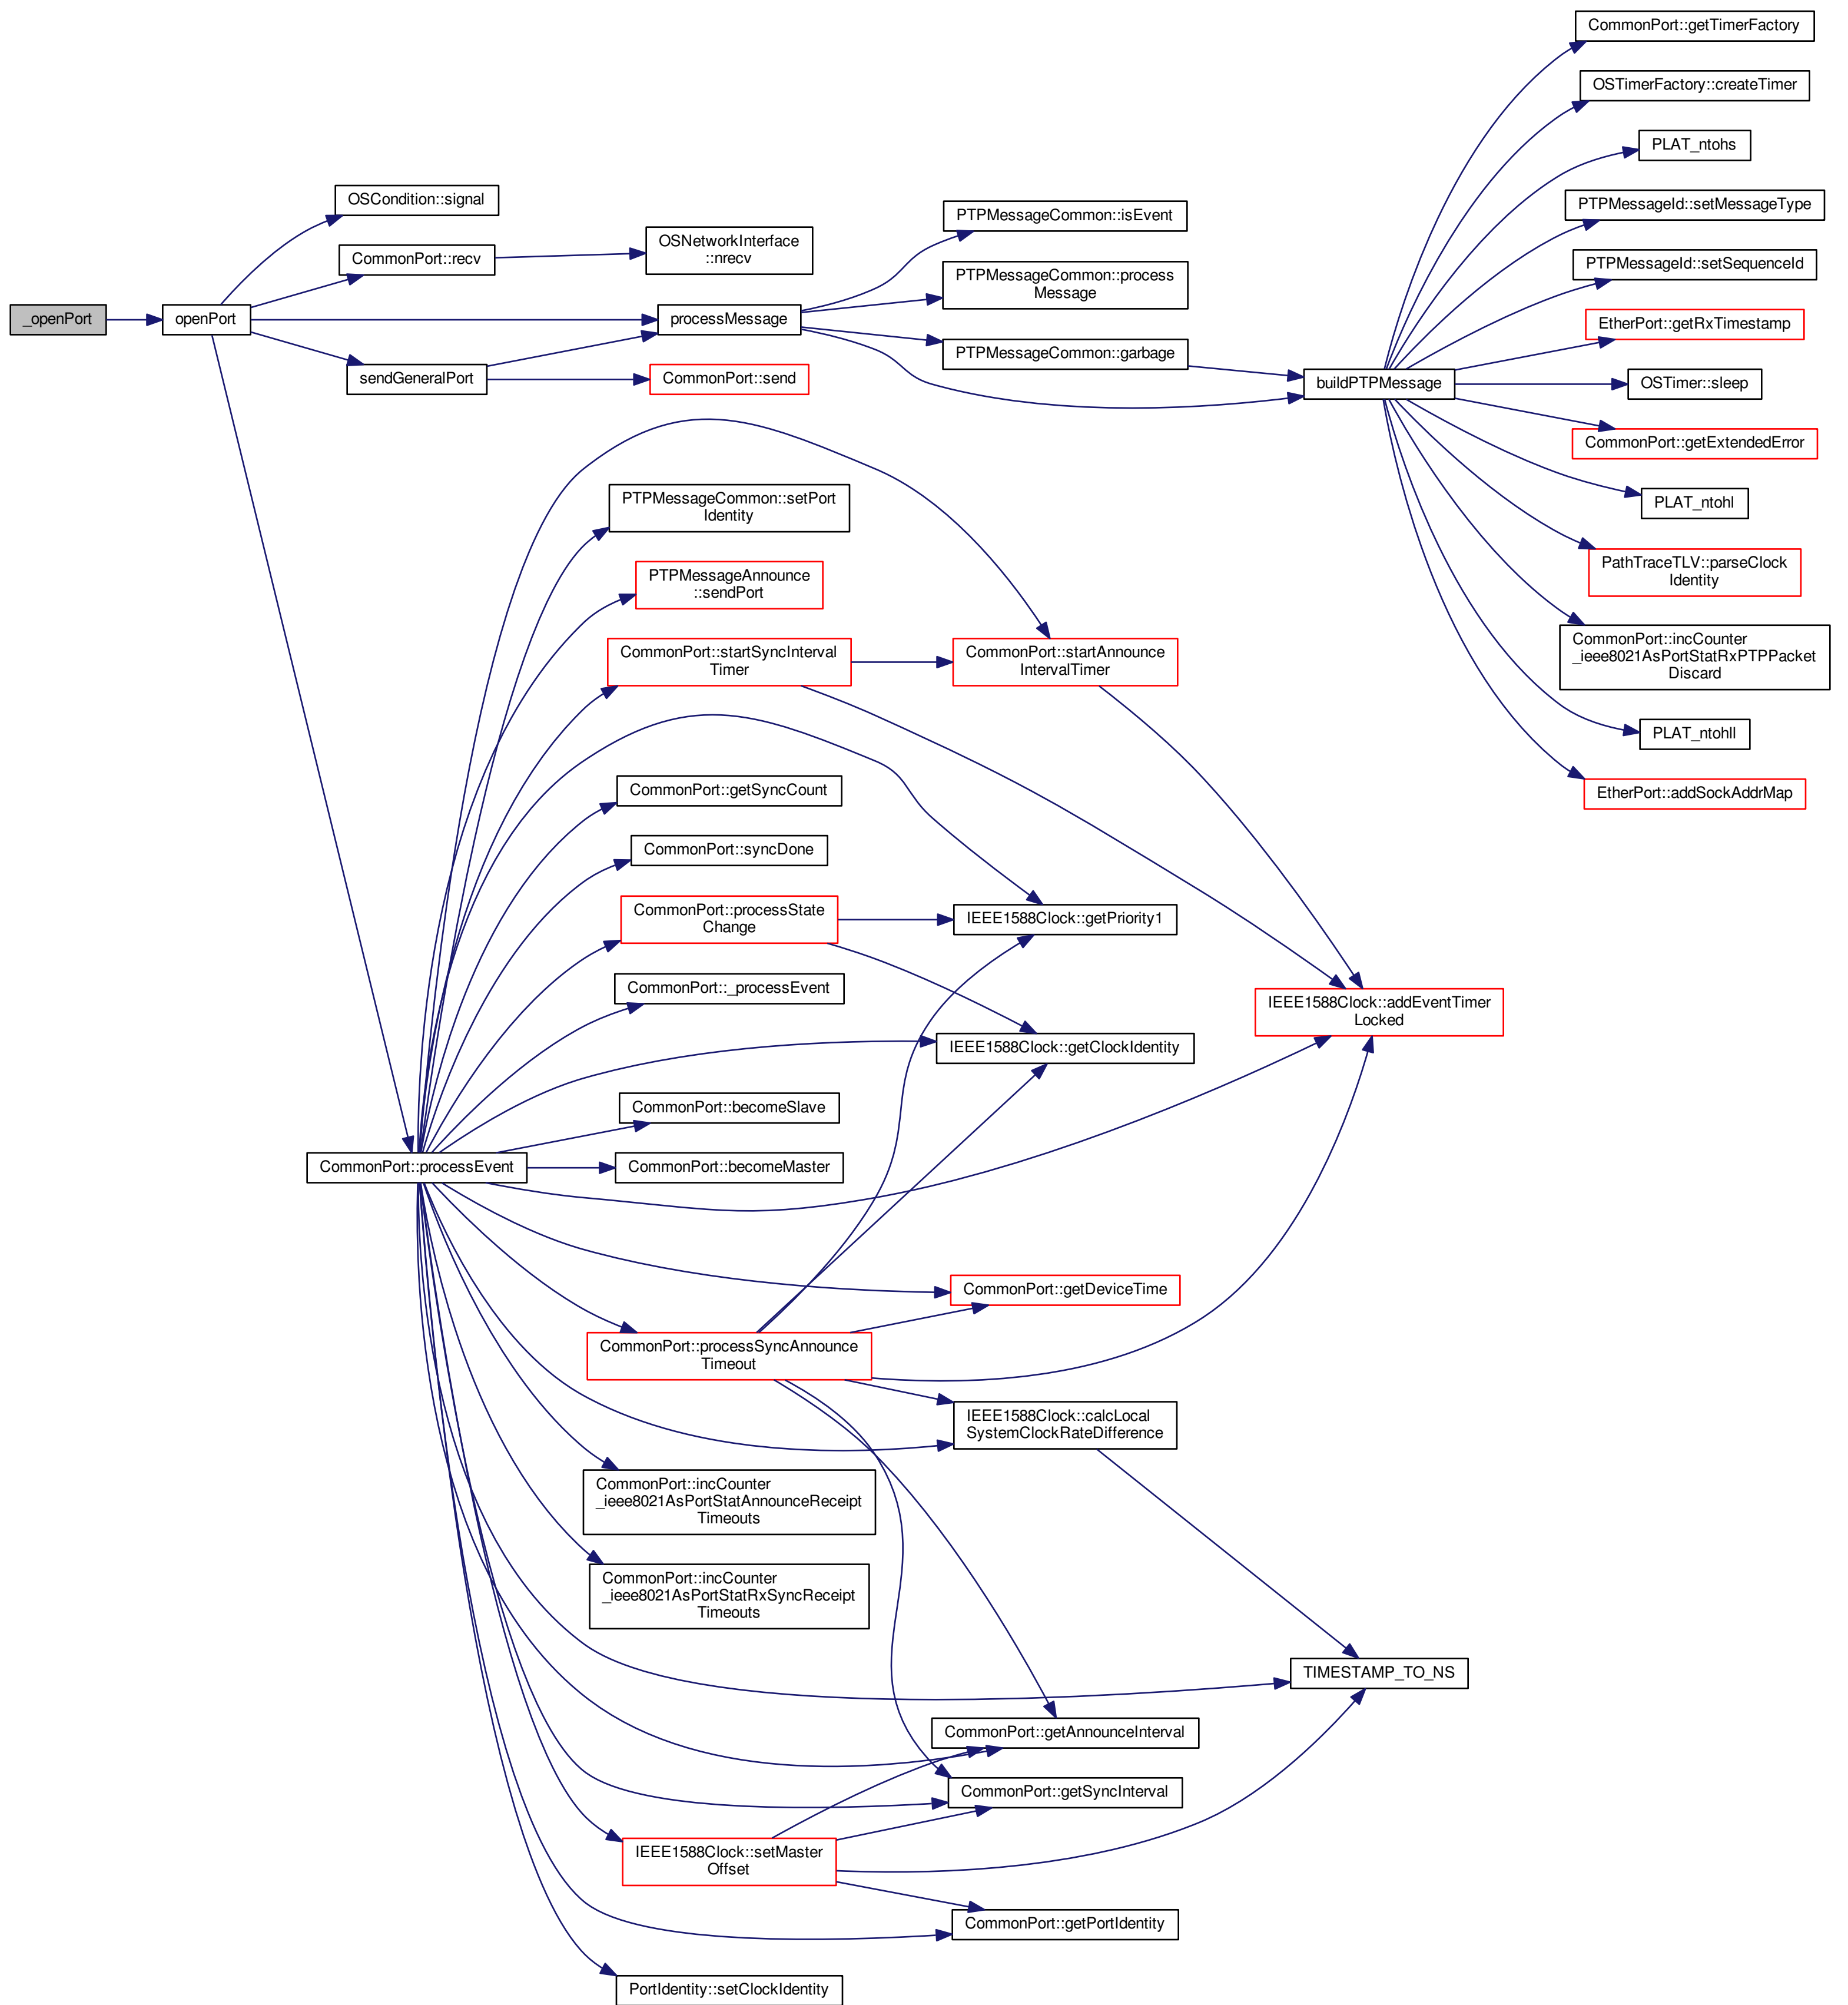 CommonPort::getTimerFactory
OSTimerFactory::createTimer
PLAT_ntohs
OSCondition::signal
PTPMessageId::setMessageType
PTPMessageCommon::isEvent
OSNetworkInterface
::nrecv
CommonPort::recv
PTPMessageId::setSequenceId
PTPMessageCommon::process
Message
_openPort
openPort
processMessage
EtherPort::getRxTimestamp
PTPMessageCommon::garbage
sendGeneralPort
CommonPort::send
buildPTPMessage
OSTimer::sleep
CommonPort::getExtendedError
PTPMessageCommon::setPort
Identity
PLAT_ntohl
PathTraceTLV::parseClock
Identity
PTPMessageAnnounce
::sendPort
CommonPort::incCounter
_ieee8021AsPortStatRxPTPPacket
Discard
CommonPort::startSyncInterval
Timer
CommonPort::startAnnounce
IntervalTimer
PLAT_ntohll
CommonPort::getSyncCount
EtherPort::addSockAddrMap
CommonPort::syncDone
CommonPort::processState
Change
IEEE1588Clock::getPriority1
CommonPort::_processEvent
IEEE1588Clock::addEventTimer
Locked
IEEE1588Clock::getClockIdentity
CommonPort::becomeSlave
CommonPort::processEvent
CommonPort::becomeMaster
CommonPort::getDeviceTime
CommonPort::processSyncAnnounce
Timeout
IEEE1588Clock::calcLocal
SystemClockRateDifference
CommonPort::incCounter
_ieee8021AsPortStatAnnounceReceipt
Timeouts
CommonPort::incCounter
_ieee8021AsPortStatRxSyncReceipt
Timeouts
TIMESTAMP_TO_NS
CommonPort::getAnnounceInterval
CommonPort::getSyncInterval
IEEE1588Clock::setMaster
Offset
CommonPort::getPortIdentity
PortIdentity::setClockIdentity